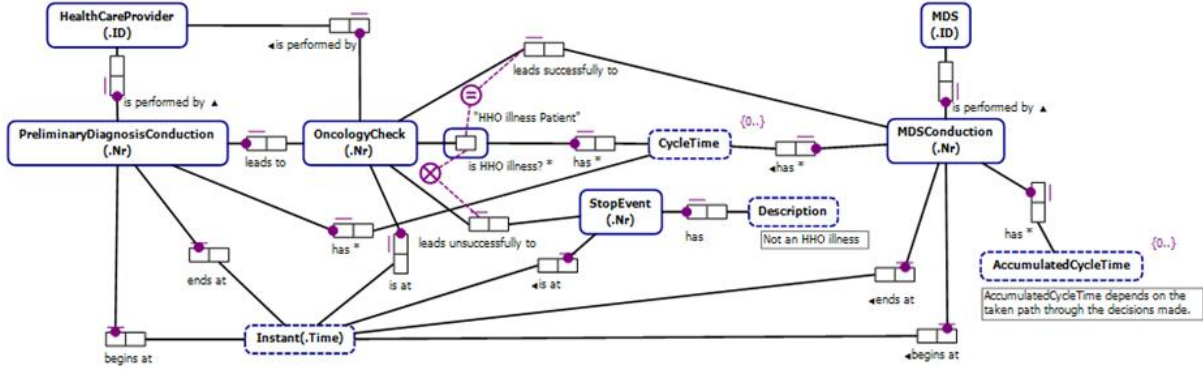 HealthCareProvider
(.ID)
MDS
(.ID)
◄is performed by
leads successfully to
is performed by ▲
"HHO illness Patient"
{0..}
is performed by ▲
PreliminaryDiagnosisConduction
(.Nr)
leads to
OncologyCheck
(.Nr)
is HHO illness? *
has *
CycleTime
◄has *
MDSConduction
(.Nr)
StopEvent
(.Nr)
has
Description
Not an HHO illness
has *
leads unsuccessfully to
has *
{0..}
AccumulatedCycleTime
ends at
is at
◄is at
◄ends at
AccumulatedCycleTime depends on the
taken path through the decisions made.
Instant(.Time)
begins at
◄begins at